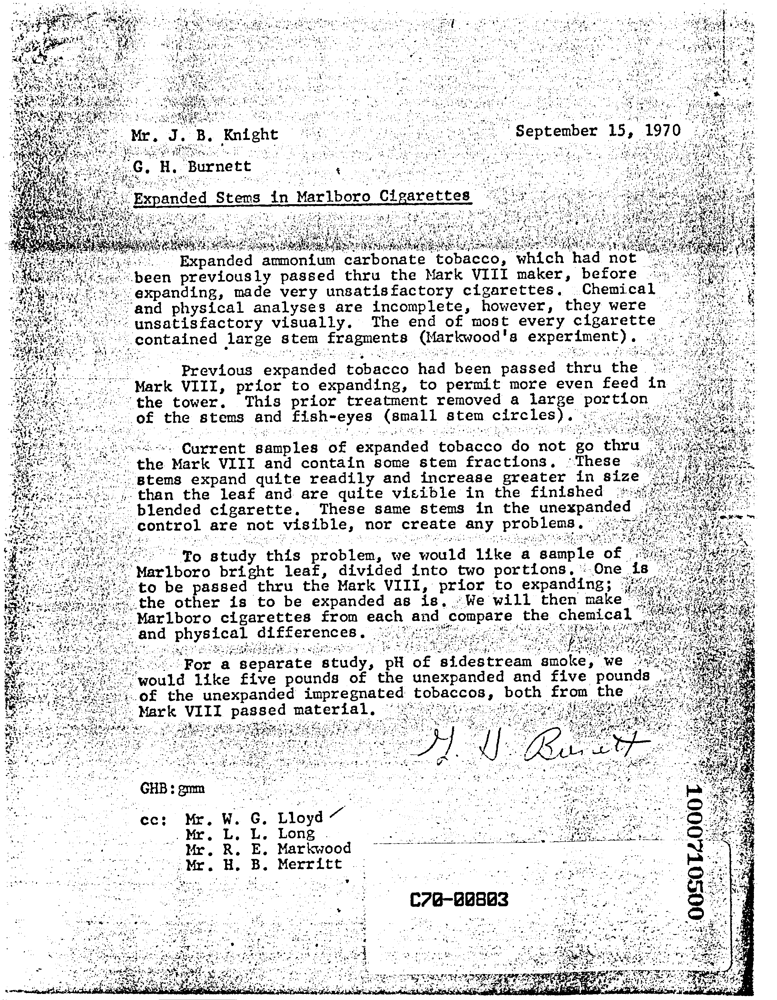 Mr. J. B. Knight September 15, 1970
G. H. Burnett
Expanded Stems in Marlboro Cigarettes
Expanded ammonium carbonate tobacco, which had not
been previously passed thru the Mark VIII maker, before
expanding, made very unsatisfactory cigarettes. Chemical
and physical analyses are incomplete, however, they were
unsatisfactory visually. The end of most every cigarette
contained large stem fragments (Markwood's experiment).
Previous expanded tobacco had been passed thru the
Mark VIII, prior to expanding, to permit more even feed in
the tower. This prior treatment removed a large portion
of the stems and fish-eyes (small stem circles).
Current samples of expanded tobacco do not go thru
the Mark VIII and contain some stem fractions. These
stems expand quite readily and increase greater in size
than the leaf and are quite visible in the finished
blended cigarette. These same stems in the unexpanded
control are not visible, nor create any problems.
To study this problem, we would like a sample of
Marlboro bright leaf, divided into two portions. One is
to be passed thru the Mark VIII, prior to expanding;
the other is to be expanded as is. We will then make
Marlboro cigarettes from each and compare the chemical
and physical differences.
For a separate study, pH of sidestream smoke, we
would like five pounds of the unexpanded and five pounds
of the unexpanded impregnated tobaccos, both from the
Mark VIII passed material.
G. H. Burnett
GHB:gmm
cc: Mr. W. G. Lloyd
Mr. L. L. Long
Mr. R. E. Markwood
Mr. H. B. Merritt
C70-00803
1000710500